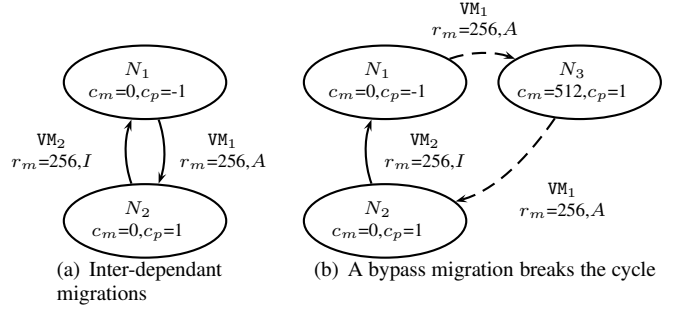 VM₁
rₘ=256,A
N₁
cₘ=0,cₚ=-1
VM₂
rₘ=256,I
VM₁
rₘ=256,A
N₂
cₘ=0,cₚ=1
(a) Inter-dependant
migrations
N₁
cₘ=0,cₚ=-1
N₃
cₘ=512,cₚ=1
VM₂
rₘ=256,I
VM₁
rₘ=256,A
N₂
cₘ=0,cₚ=1
(b) A bypass migration breaks the cycle